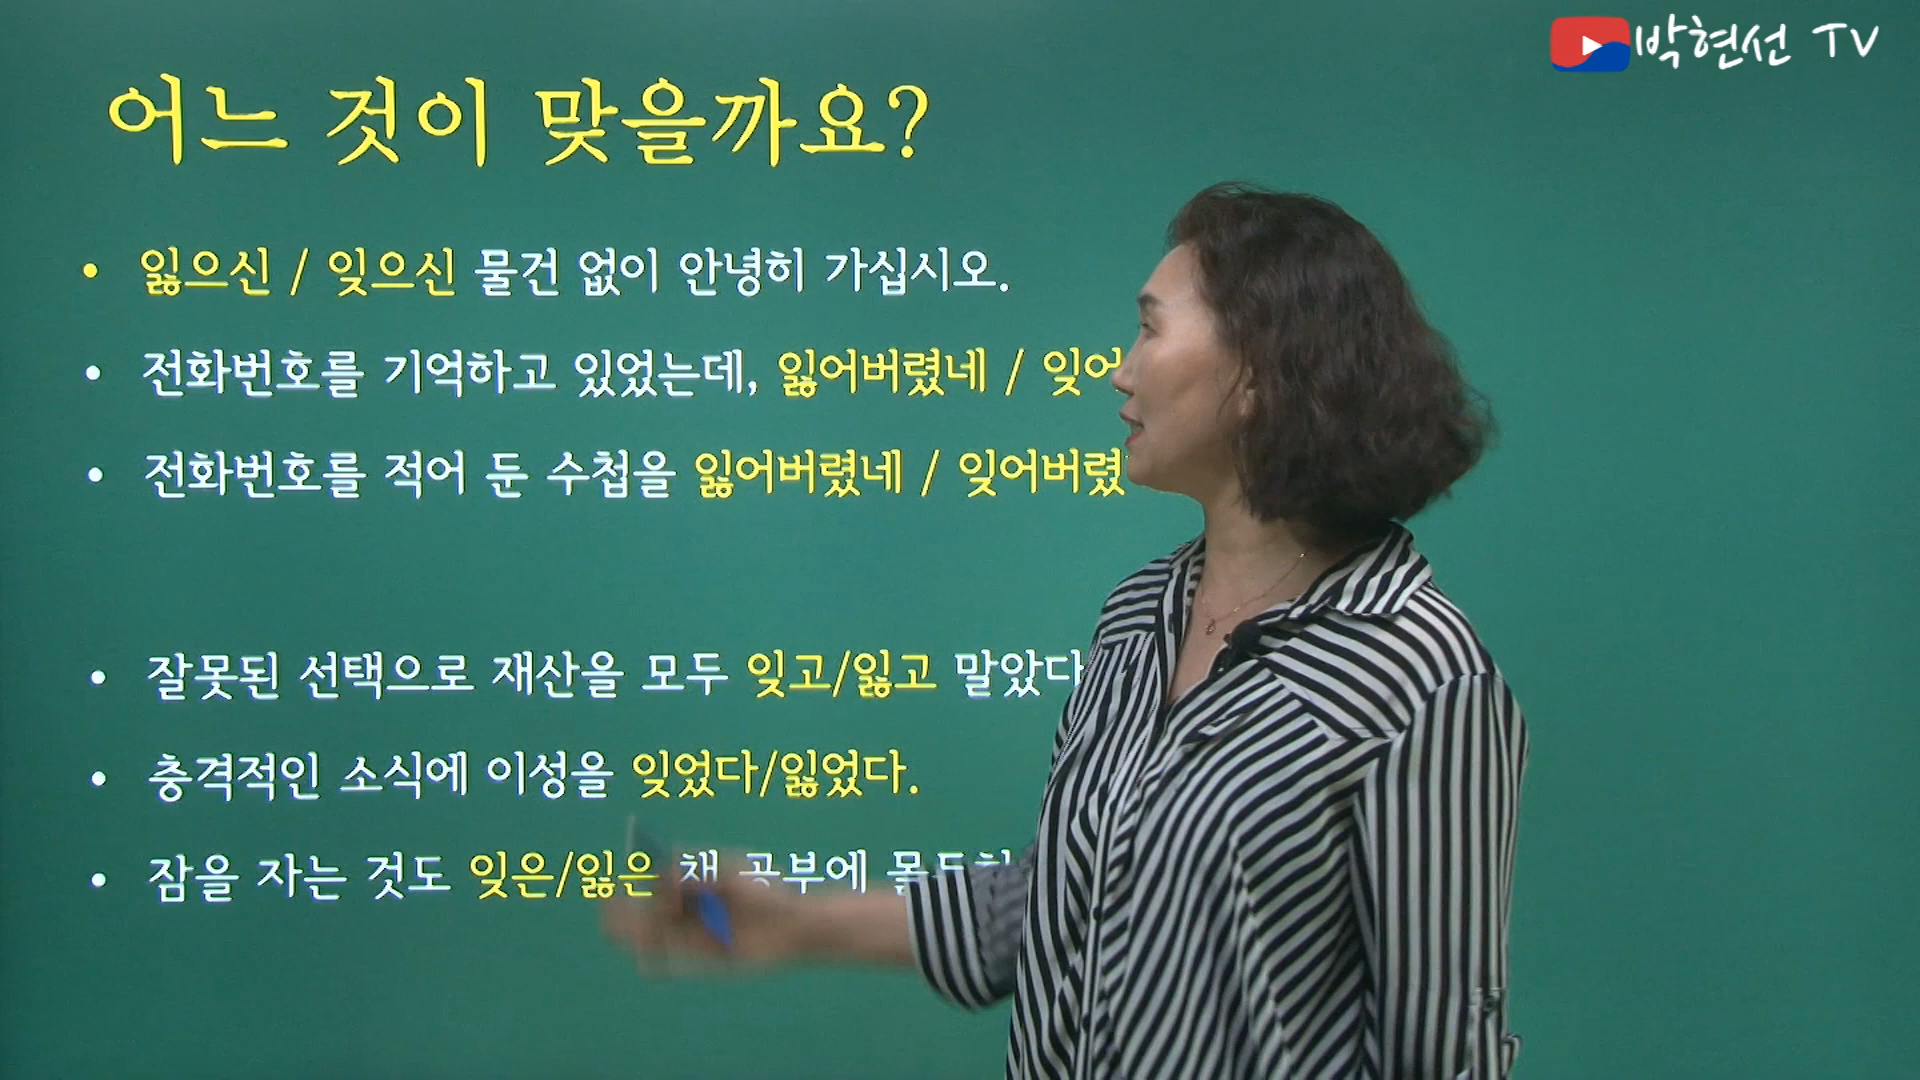 박현선 TV
어느 것이 맞을까요?
• 잃으신 / 잊으신 물건 없이 안녕히 가십시오.
• 전화번호를 기억하고 있었는데, 잃어버렸네 /
• 전화번호를 적어 둔 수첩을 잃어버렸네 / 잊어버렸
• 잘못된 선택으로 재산을 모두 잊고/잃고 말았다
• 충격적인 소식에 이성을 잊었다/잃었다.
• 잠을 자는 것도 잊은/잃은 채 공부에